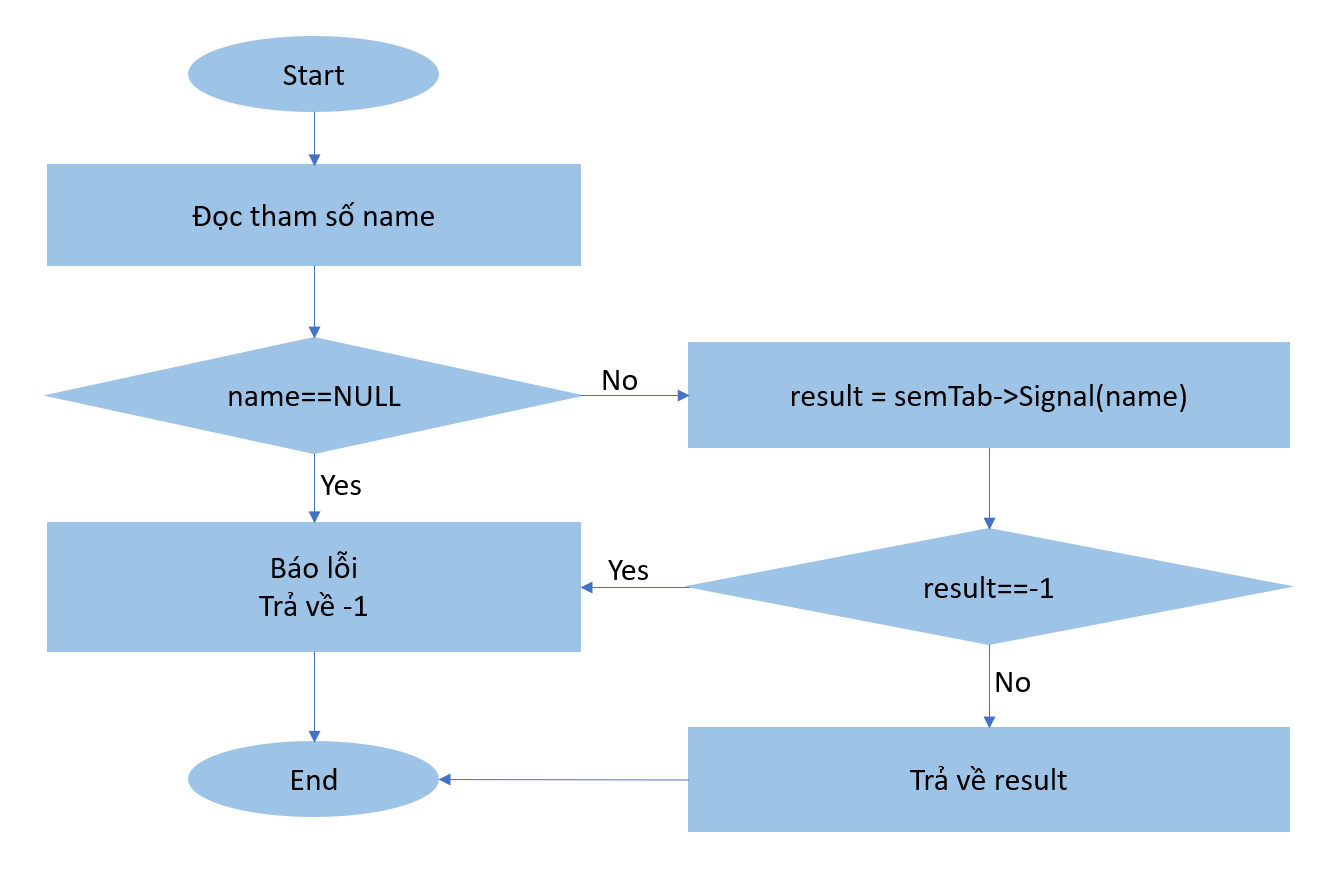 Start
Đọc tham số name
name==NULL
No
result = semTab->Signal(name)
Yes
Báo lỗi
Trả về -1
Yes
result==-1
No
End
Trả về result